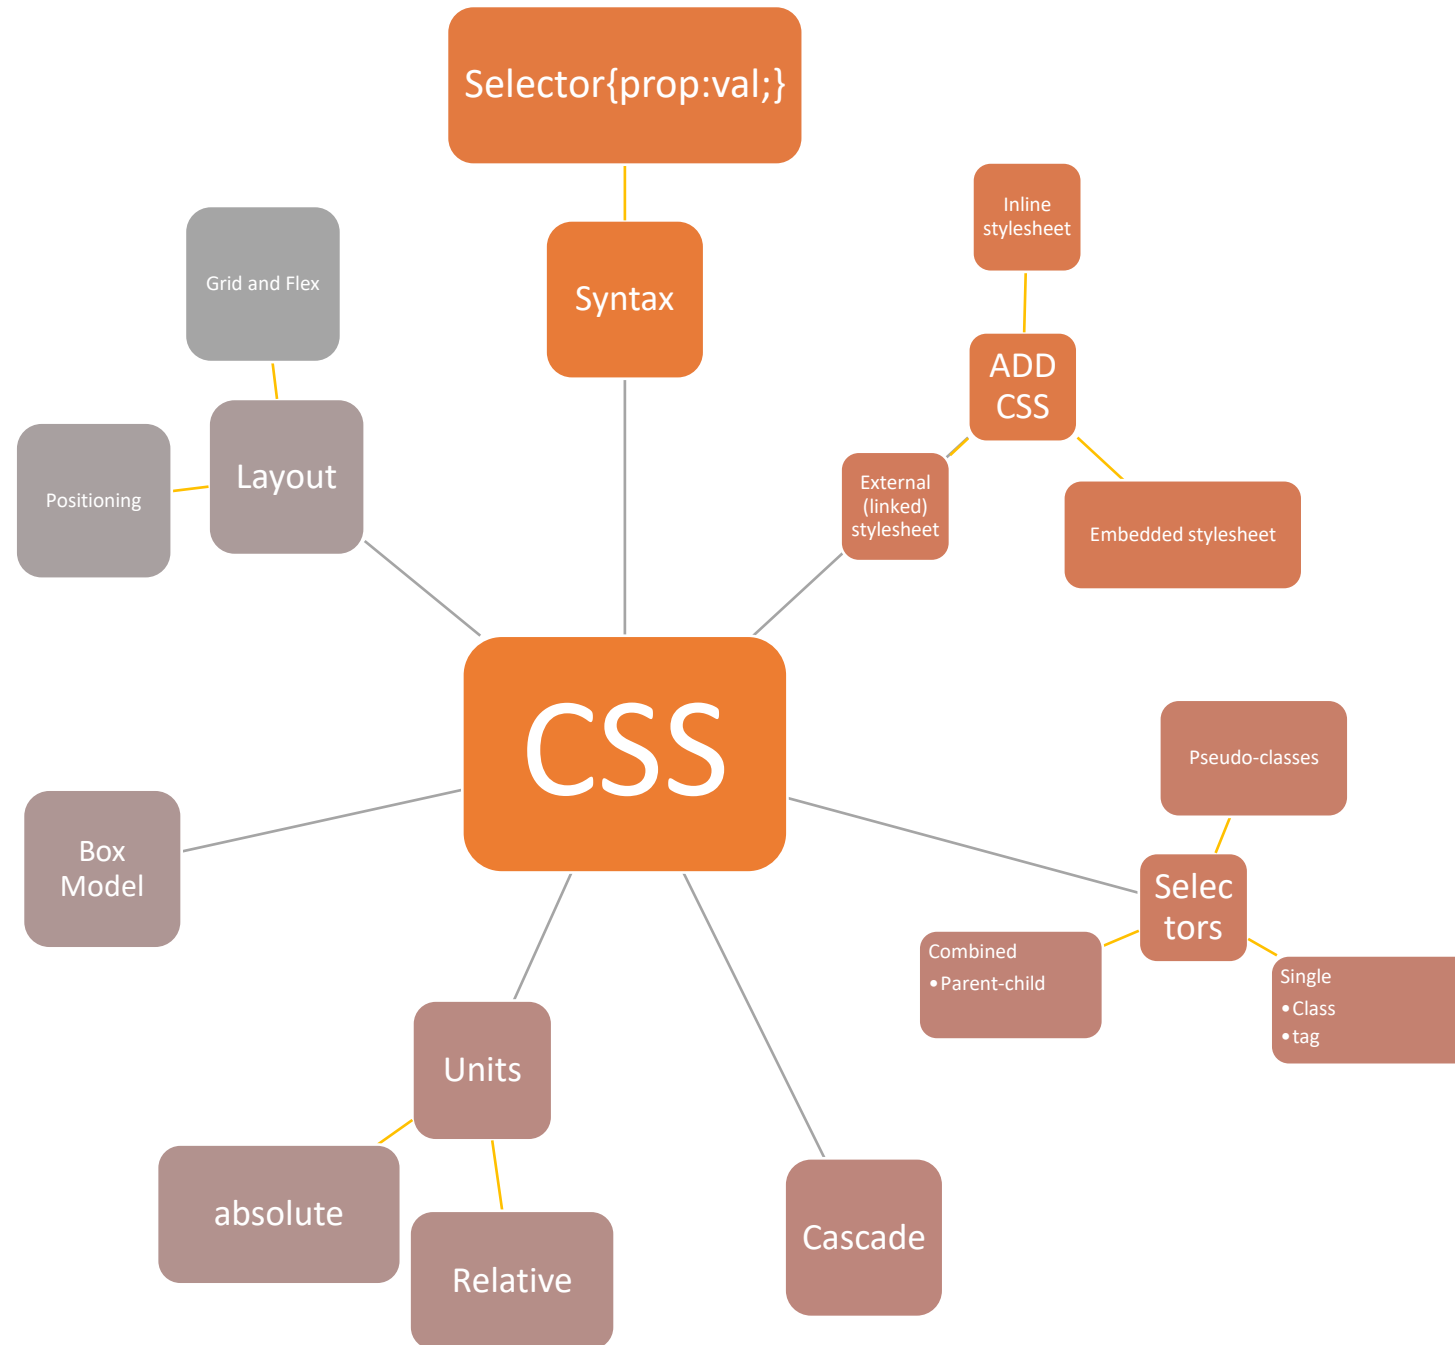 Selector{prop:val;}
Syntax
Inline
stylesheet
ADD
CSS
External
(linked)
stylesheet
Embedded stylesheet
Grid and Flex
Layout
Positioning
CSS
Pseudo-classes
Selec
tors
Combined
•Parent-child
Single
•Class
•tag
Box
Model
Units
absolute
Relative
Cascade